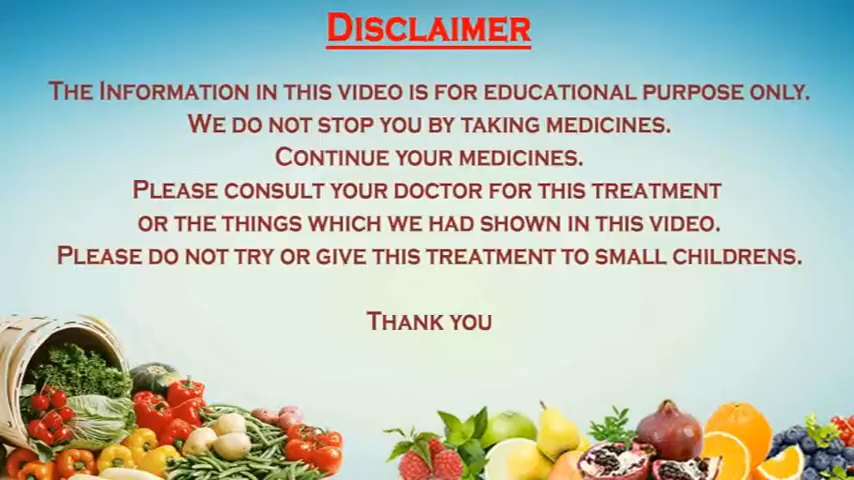 Disclaimer
The Information in this video is for educational purpose only.
We do not stop you by taking medicines.
Continue your medicines.
Please consult your doctor for this treatment
or the things which we had shown in this video.
Please do not try or give this treatment to small childrens.
Thank you